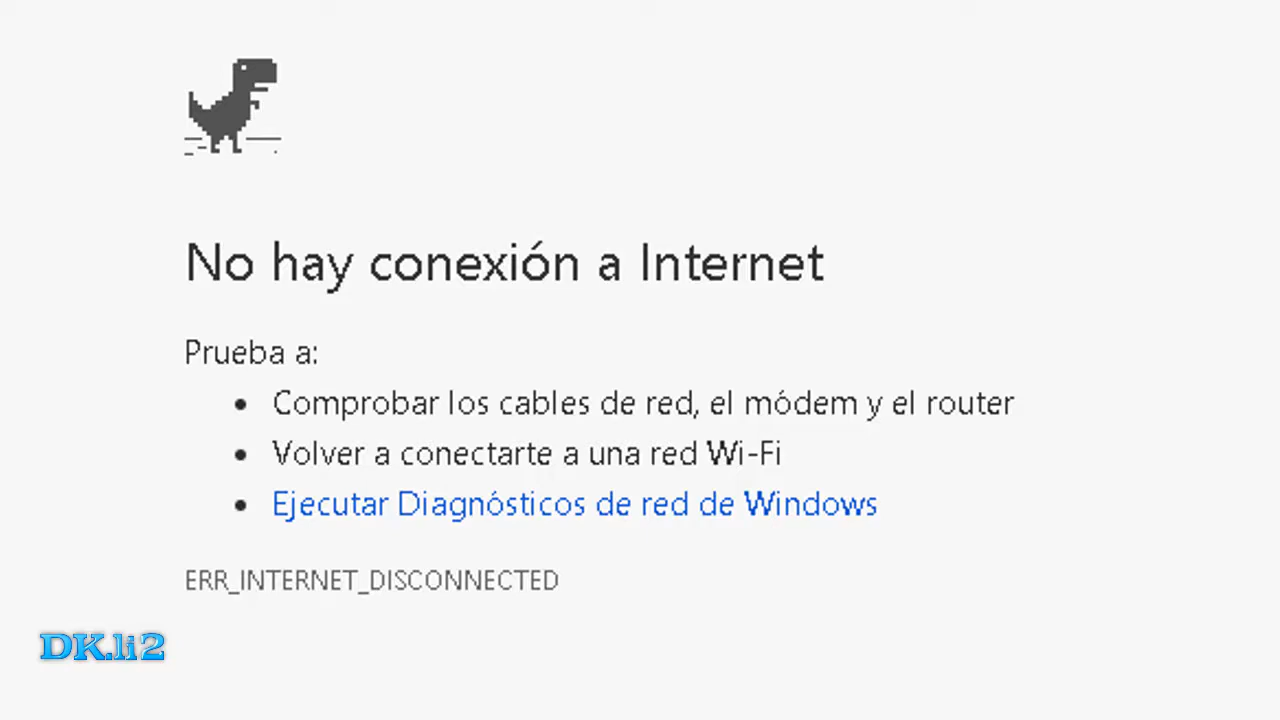 No hay conexión a Internet
Prueba a:
Comprobar los cables de red, el módem y el router
Volver a conectarte a una red Wi-Fi
Ejecutar Diagnósticos de red de Windows
ERR_INTERNET_DISCONNECTED
DK.li2